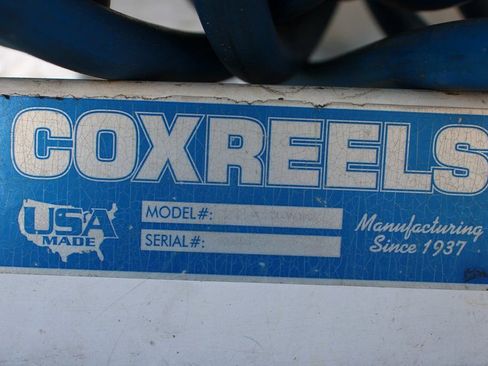 COXREELS
USA
MADE
MODEL#:
SERIAL#:
Manufacturing
Since 1937